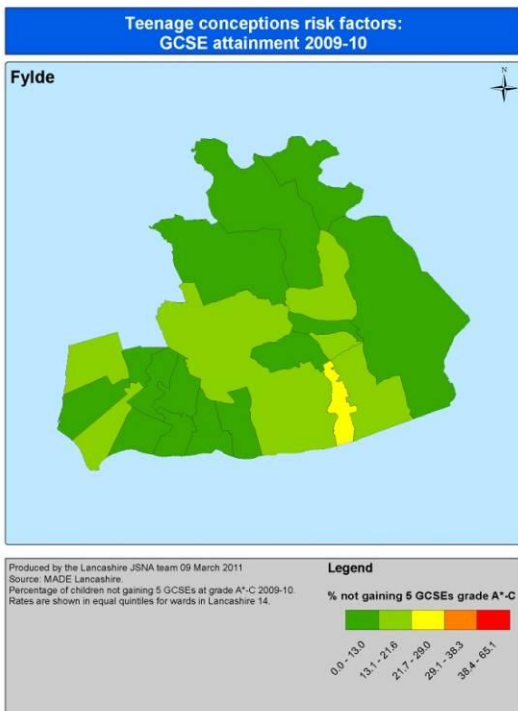 Teenage conceptions risk factors:
GCSE attainment 2009-10
Fylde
N
Produced by the Lancashire JSNA team 09 March 2011
Source: MADE Lancashire.
Percentage of children not gaining 5 GCSEs at grade A*-C 2009-10.
Rates are shown in equal quintiles for wards in Lancashire 14.
Legend
% not gaining 5 GCSEs grade A*-C
0.0 - 13.0
13.1 - 21.6
21.7 - 29.0
29.1 - 38.3
38.4 - 65.1